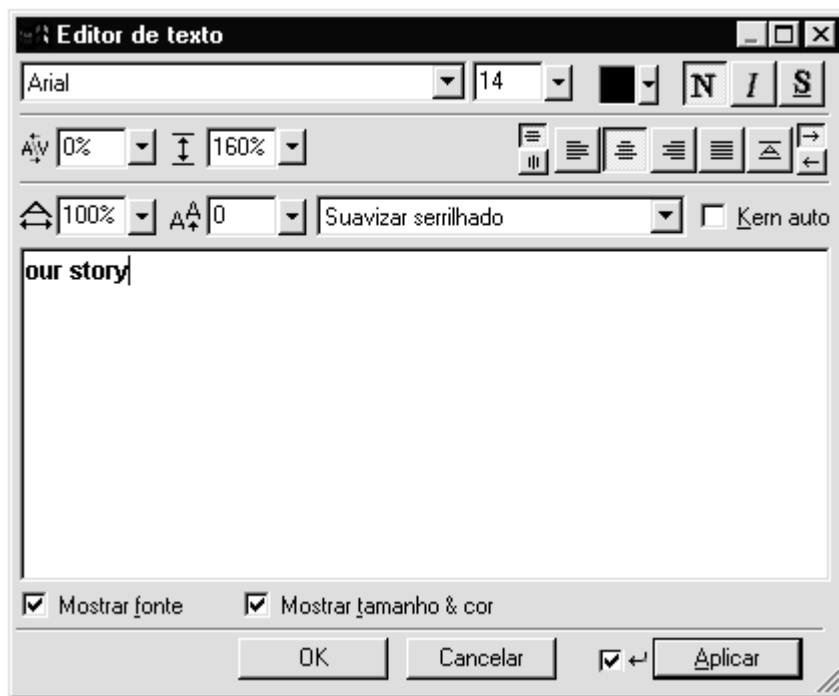 Editor de texto
Arial 14 N I S
0% 160%
100% 0 Suavizar serrilhado Kern auto
our story
Mostrar fonte Mostrar tamanho & cor
OK Cancelar Aplicar